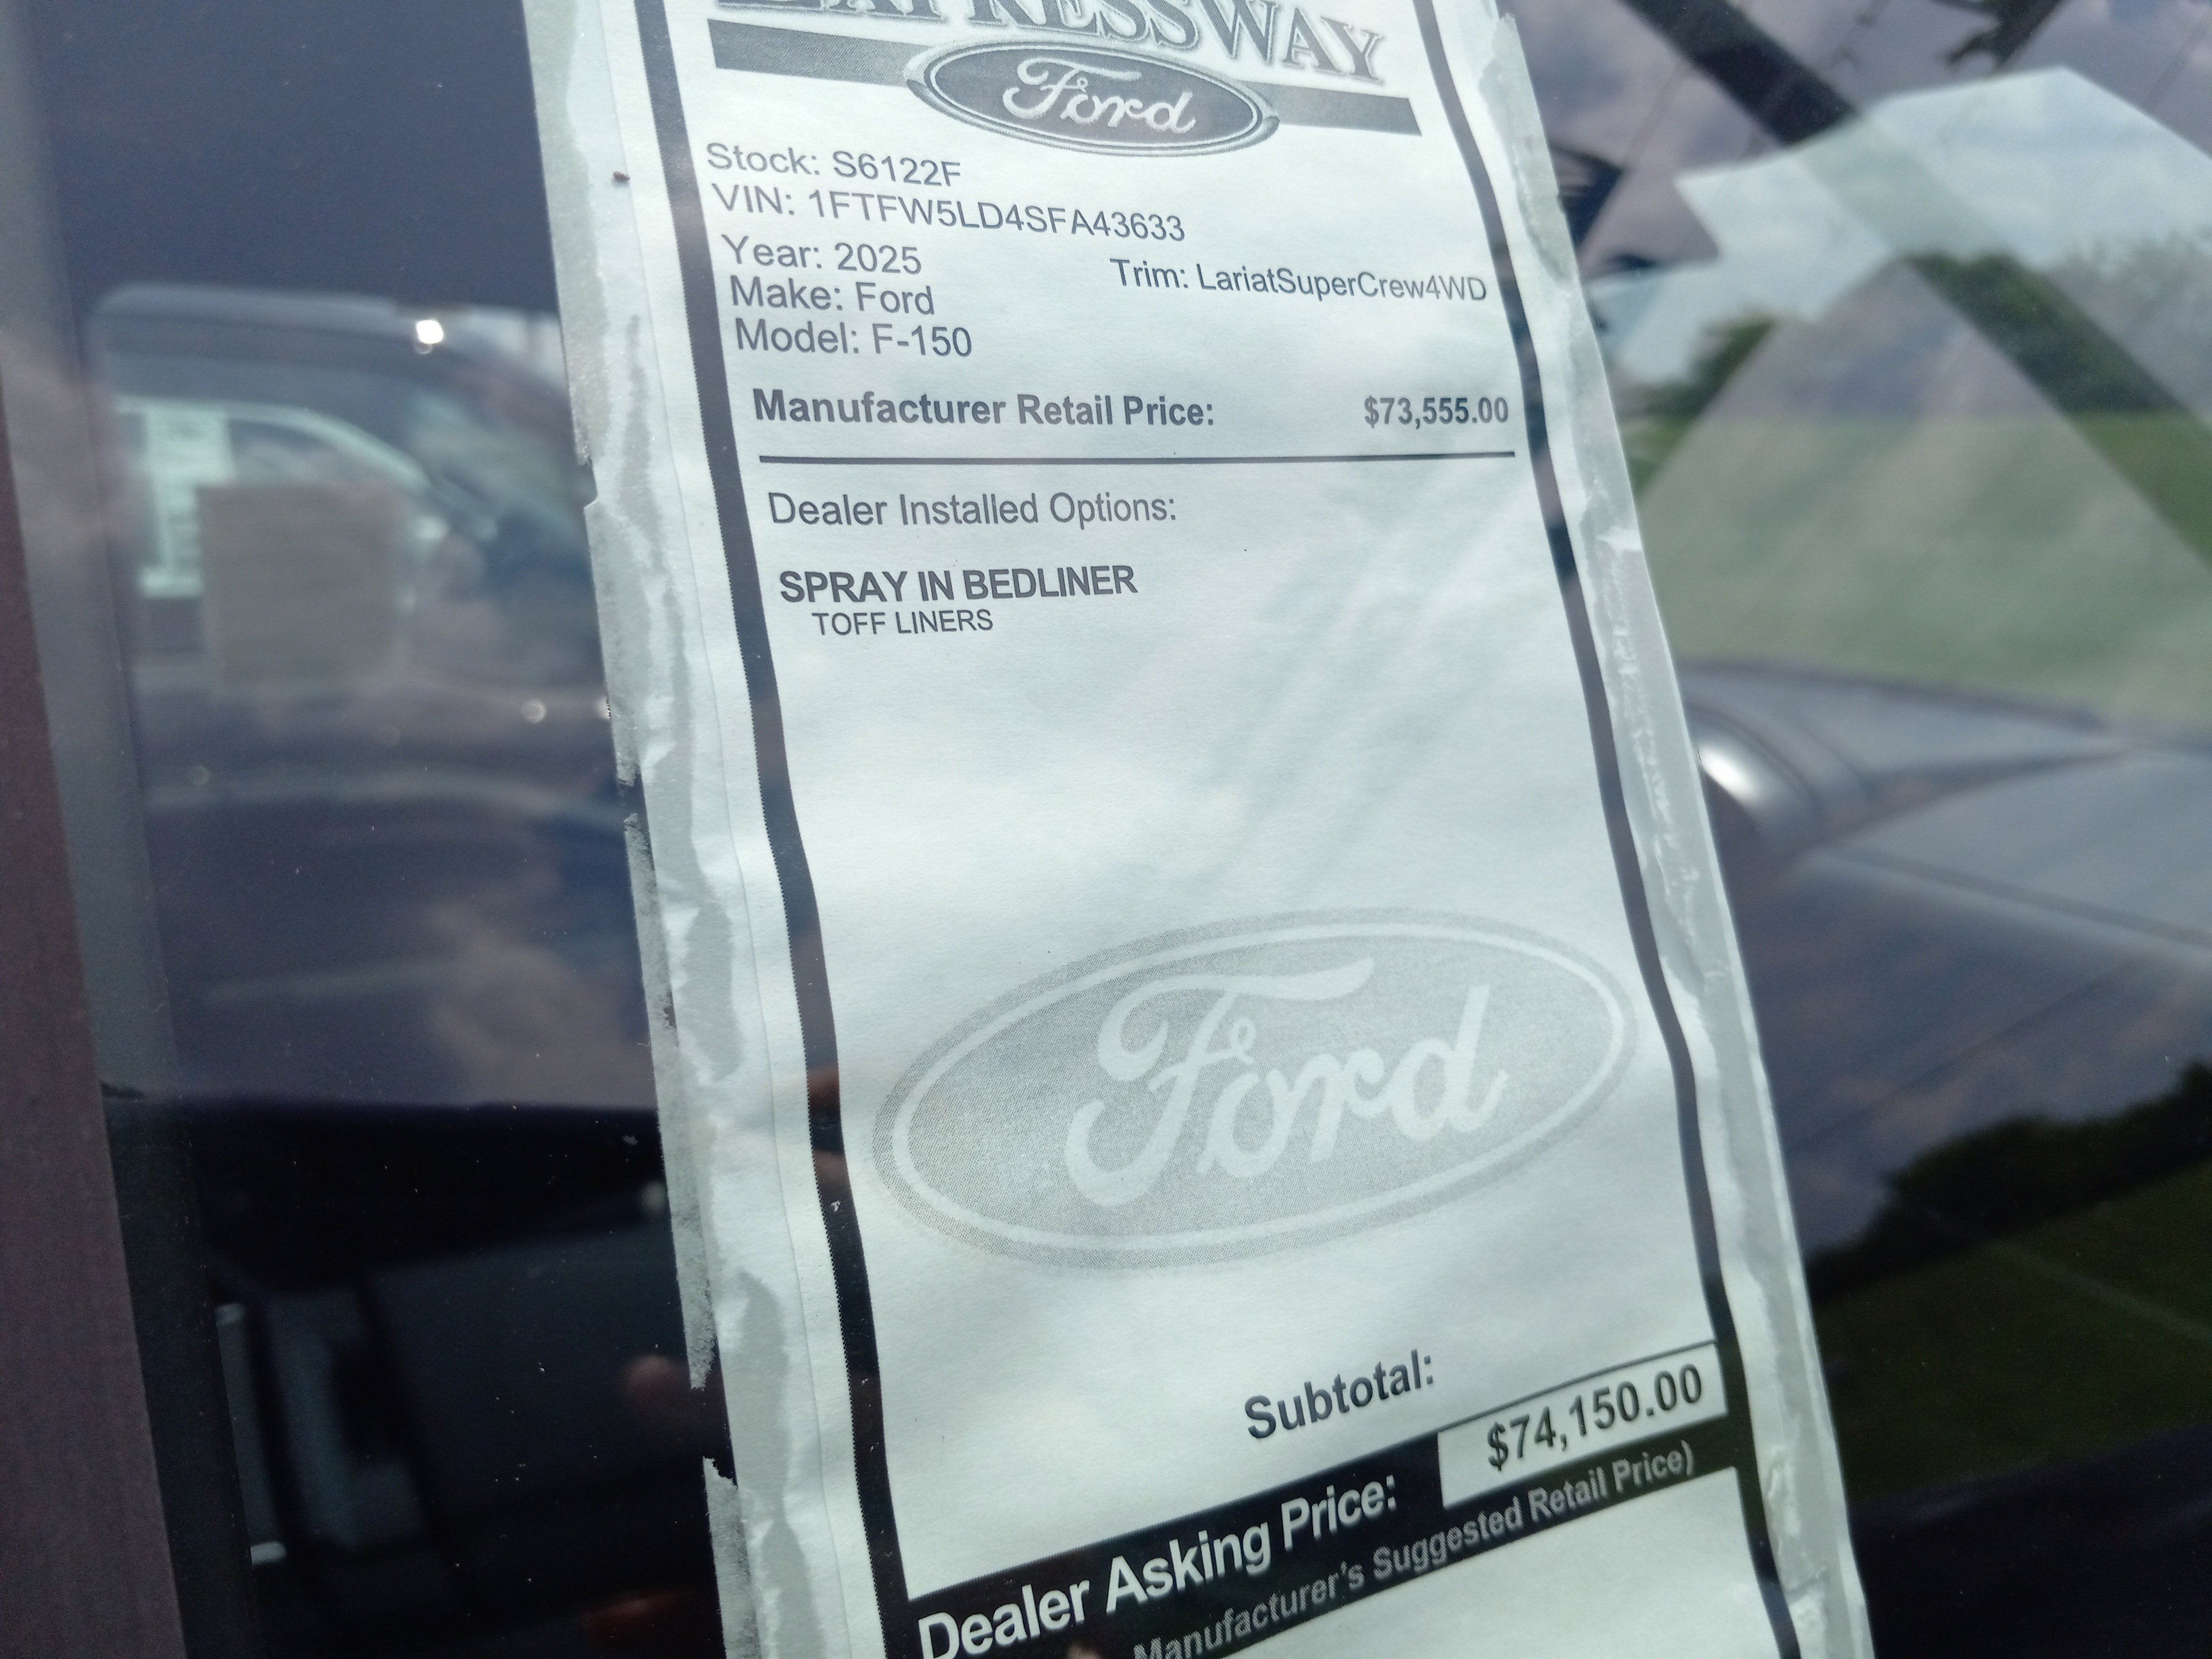 EXPRESSWAY
Ford
Stock: S6122F
VIN: 1FTFW5LD4SFA43633
Year: 2025
Trim: LariatSuperCrew4WD
Make: Ford
Model: F-150
Manufacturer Retail Price: $73,555.00
Dealer Installed Options:
SPRAY IN BEDLINER
TOFF LINERS
Ford
Subtotal:
$74,150.00
Dealer Asking Price:
Manufacturer's Suggested Retail Price)